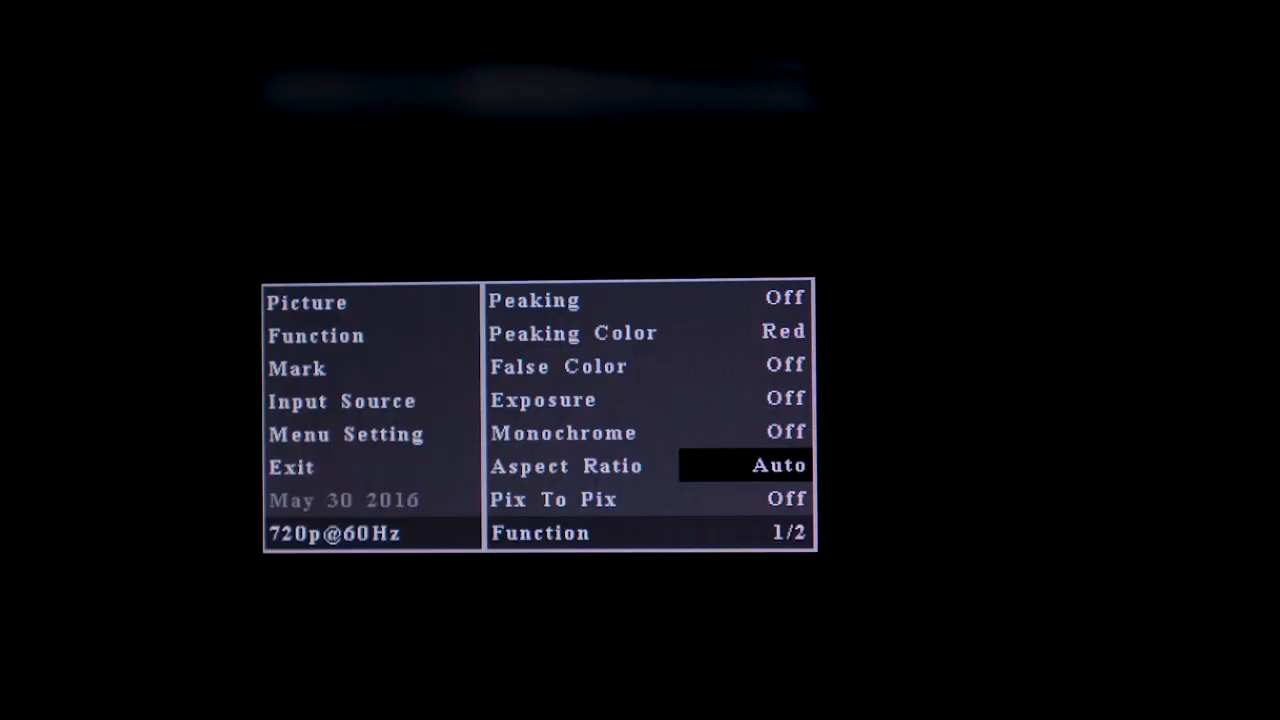 Picture
Function
Mark
Input Source
Menu Setting
Exit
May 30 2016
720p@60Hz
Peaking Off
Peaking Color Red
False Color Off
Exposure Off
Monochrome Off
Aspect Ratio Auto
Pix To Pix Off
Function 1/2